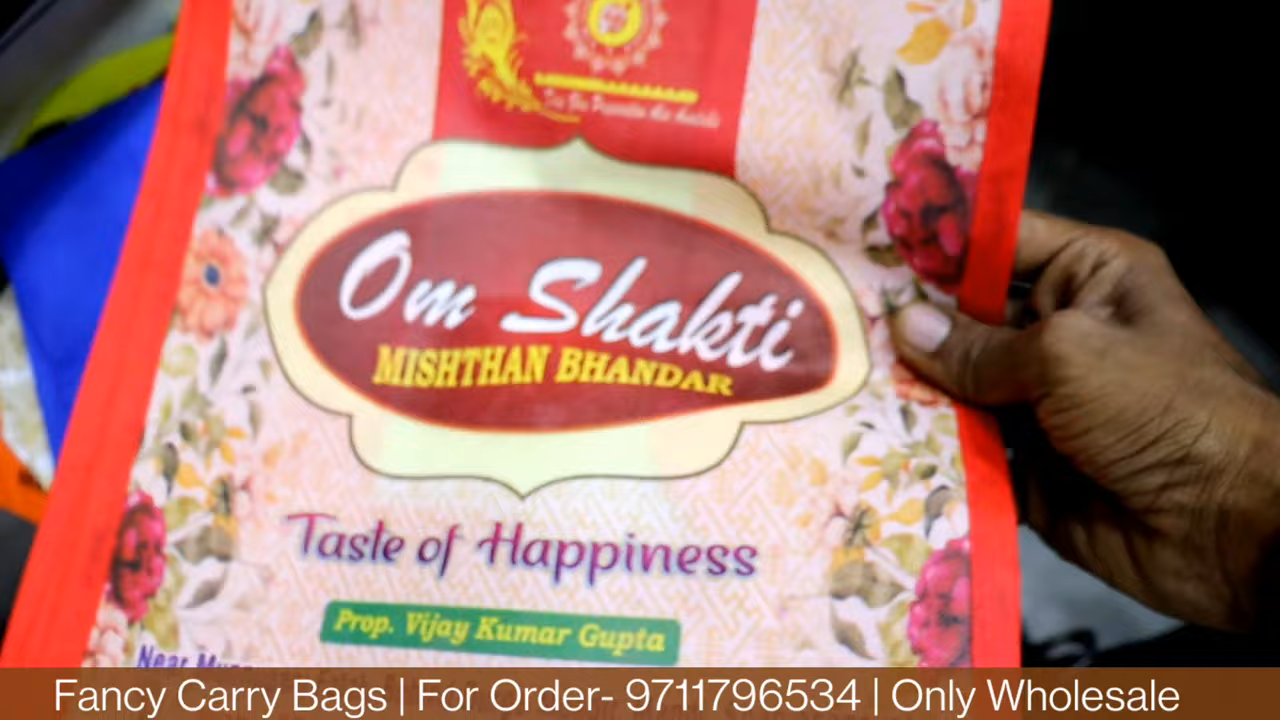 Om Shakti
MISHTHAN BHANDAR
Taste of Happiness
Prop. Vijay Kumar Gupta
Near
Fancy Carry Bags | For Order- 9711796534 | Only Wholesale